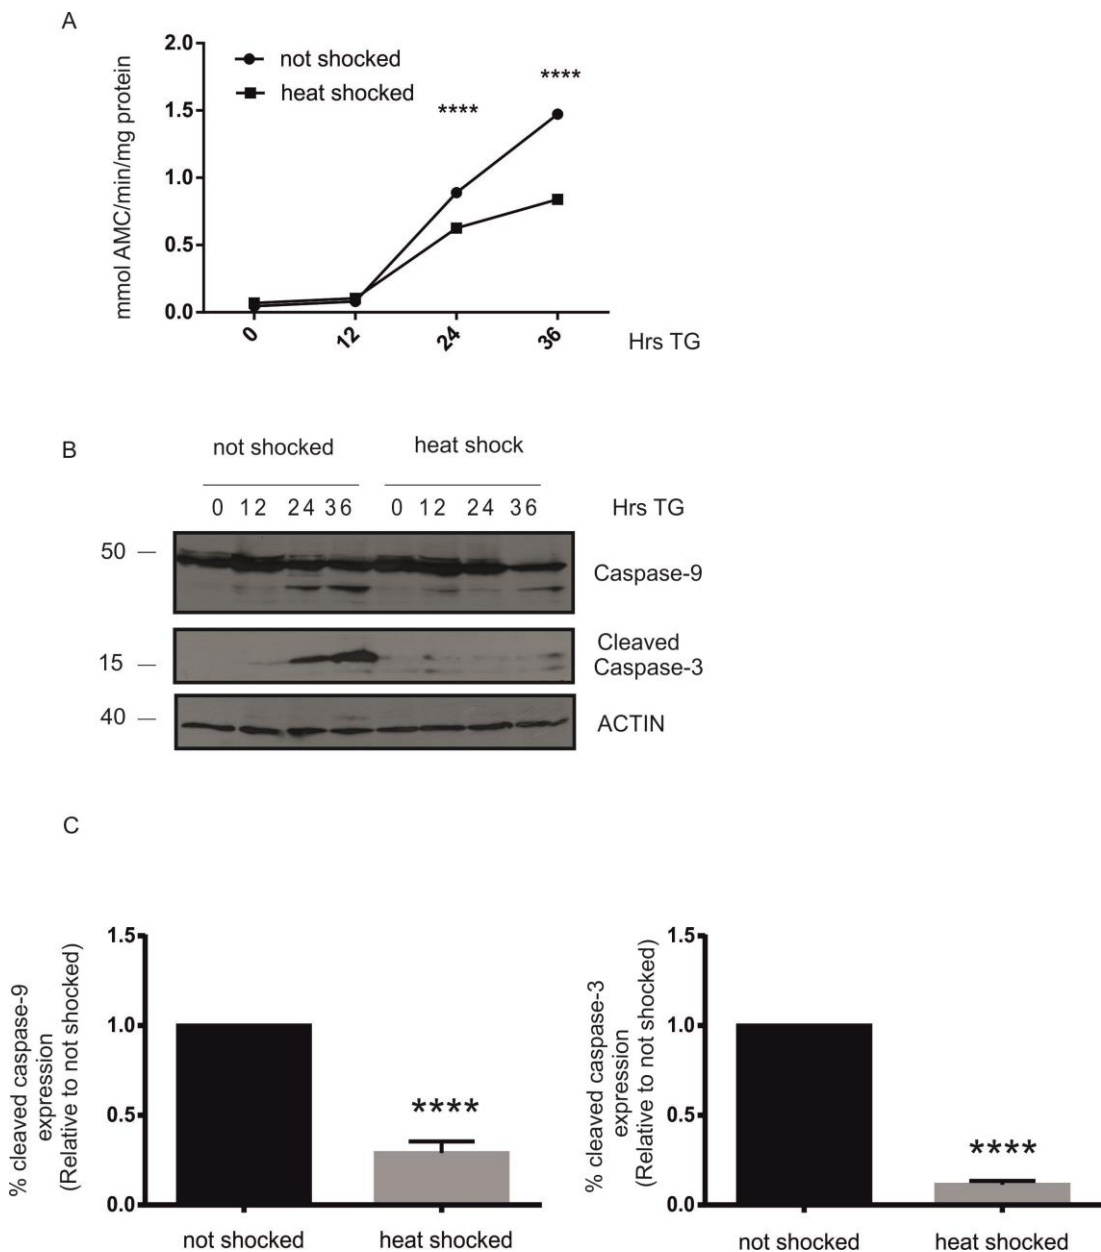 A
mmol AMC/min/mg protein
2.0
1.5
1.0
0.5
0.0
not shocked
heat shocked
****
****
0
12
24
36
Hrs TG
B
not shocked
heat shock
0 12 24 36 0 12 24 36 Hrs TG
50
Caspase-9
15
Cleaved
Caspase-3
40
ACTIN
C
% cleaved caspase-9
expression
(Relative to not shocked)
1.5
1.0
0.5
0.0
****
not shocked
heat shocked
% cleaved caspase-3
expression
(Relative to not shocked)
1.5
1.0
0.5
0.0
****
not shocked
heat shocked